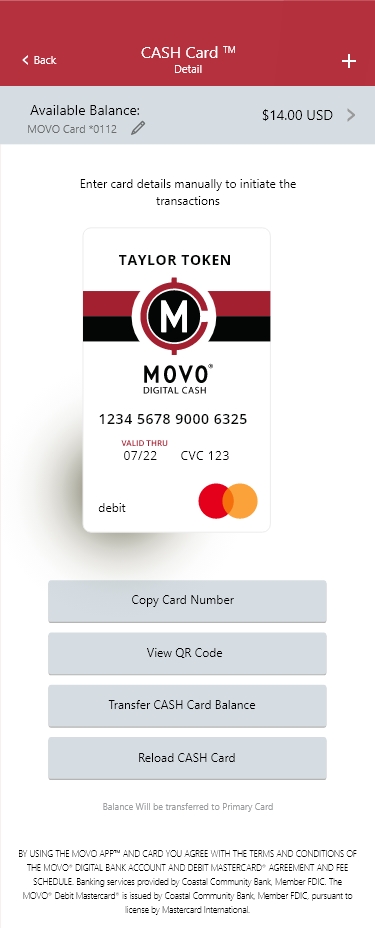 Back
CASH Card ™
Detail
+
Available Balance:
$14.00 USD
MOVO Card *0112
Enter card details manually to initiate the
transactions
TAYLOR TOKEN
M
MOVO®
DIGITAL CASH
1234 5678 9000 6325
VALID THRU
07/22 CVC 123
debit
Copy Card Number
View QR Code
Transfer CASH Card Balance
Reload CASH Card
Balance Will be transferred to Primary Card
BY USING THE MOVO APP™ AND CARD YOU AGREE WITH THE TERMS AND CONDITIONS OF
THE MOVO® DIGITAL BANK ACCOUNT AND DEBIT MASTERCARD® AGREEMENT AND FEE
SCHEDULE. Banking services provided by Coastal Community Bank, Member FDIC. The
MOVO® Debit Mastercard® is issued by Coastal Community Bank, Member FDIC, pursuant to
license by Mastercard International.